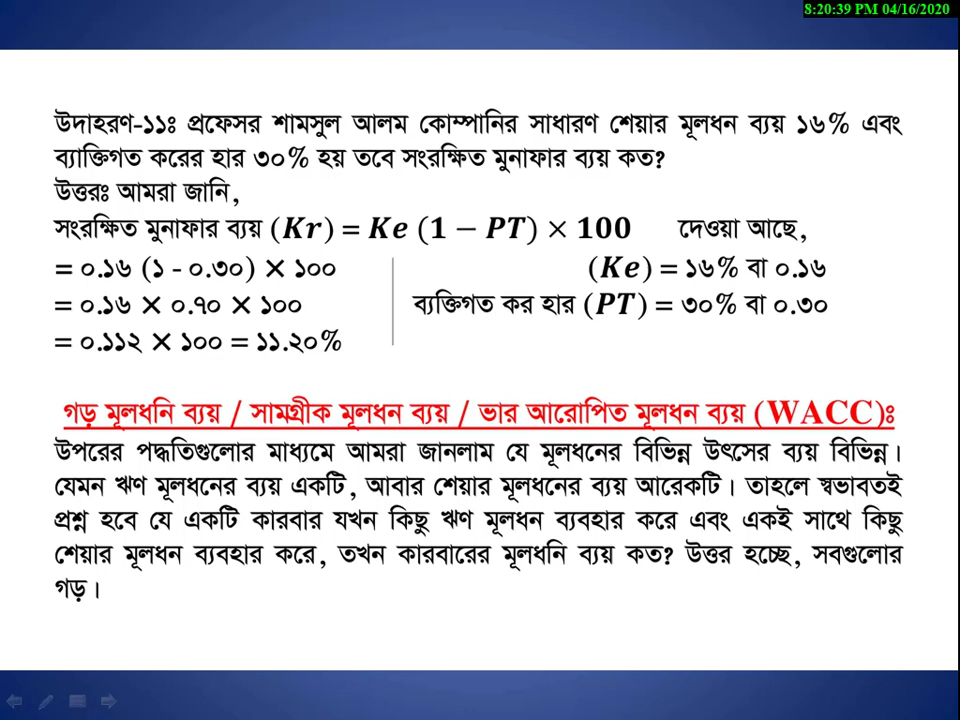 8:20:39 PM 04/16/2020
উদাহরণ-১১ঃ প্রফেসর শামসুল আলম কোম্পানির সাধারণ শেয়ার মূলধন ব্যয় ১৬% এবং
ব্যাক্তিগত করের হার ৩০% হয় তবে সংরক্ষিত মুনাফার ব্যয় কত?
উত্তরঃ আমরা জানি,
সংরক্ষিত মুনাফার ব্যয় (Kr) = Ke (1 − PT) × 100 দেওয়া আছে,
= ০.১৬ (১ - ০.৩০) × ১০০ (Ke) = ১৬% বা ০.১৬
= ০.১৬ × ০.৭০ × ১০০ ব্যক্তিগত কর হার (PT) = ৩০% বা ০.৩০
= ০.১১২ × ১০০ = ১১.২০%
গড় মূলধনি ব্যয় / সামগ্রীক মূলধন ব্যয় / ভার আরোপিত মূলধন ব্যয় (WACC)ঃ
উপরের পদ্ধতিগুলোর মাধ্যমে আমরা জানলাম যে মূলধনের বিভিন্ন উৎসের ব্যয় বিভিন্ন।
যেমন ঋণ মূলধনের ব্যয় একটি, আবার শেয়ার মূলধনের ব্যয় আরেকটি। তাহলে স্বভাবতই
প্রশ্ন হবে যে একটি কারবার যখন কিছু ঋণ মূলধন ব্যবহার করে এবং একই সাথে কিছু
শেয়ার মূলধন ব্যবহার করে, তখন কারবারের মূলধনি ব্যয় কত? উত্তর হচ্ছে, সবগুলোর
গড়।